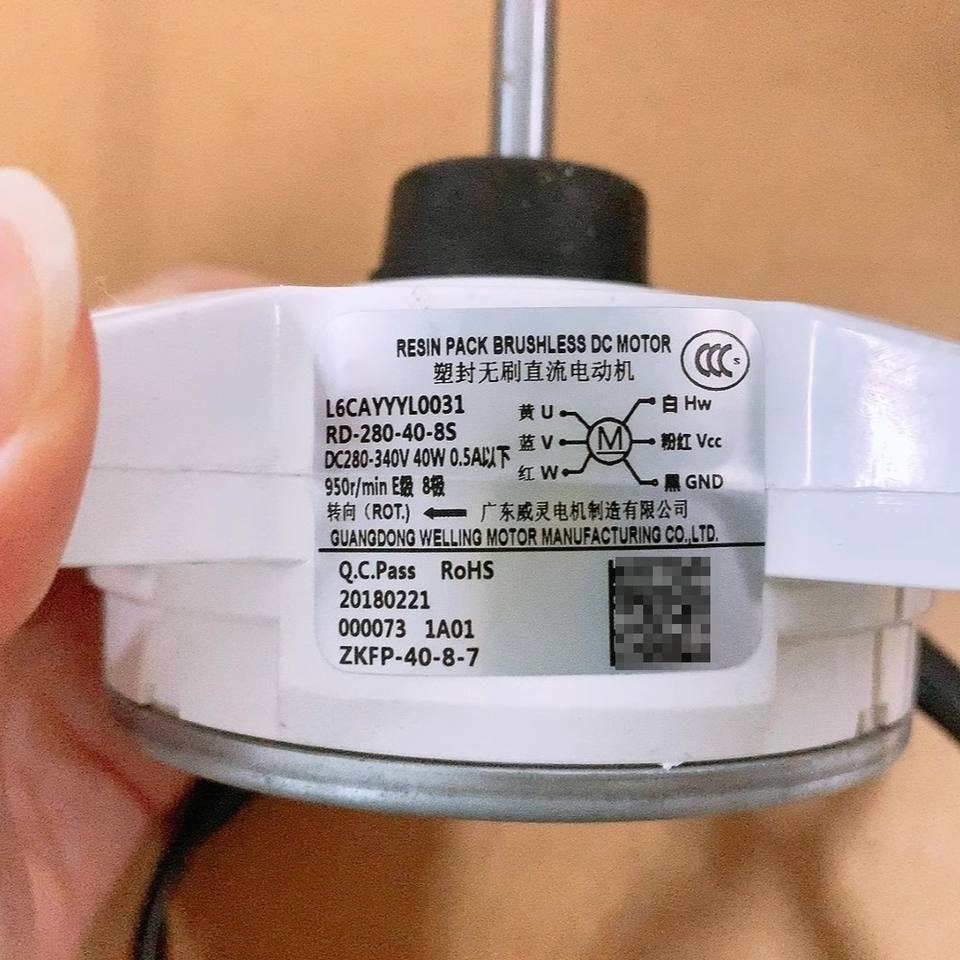 RESIN PACK BRUSHLESS DC MOTOR
塑封无刷直流电动机
CCC S
L6CAYYYL0031
RD-280-40-8S
DC280-340V 40W 0.5A以下
950r/min E级 8极
黄 U
蓝 V
红 W
M
白 Hw
粉红 Vcc
黑 GND
转向（ROT.） 广东威灵电机制造有限公司
GUANGDONG WELLING MOTOR MANUFACTURING CO.,LTD.
Q.C.Pass RoHS
20180221
000073 1A01
ZKFP-40-8-7